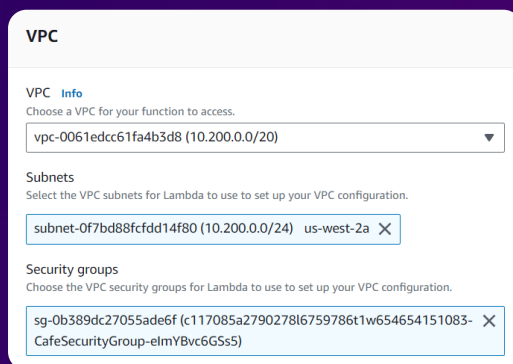 VPC
VPC Info
Choose a VPC for your function to access.
vpc-0061edcc61fa4b3d8 (10.200.0.0/20)
Subnets
Select the VPC subnets for Lambda to use to set up your VPC configuration.
subnet-0f7bd88fcfdd14f80 (10.200.0.0/24) us-west-2a
Security groups
Choose the VPC security groups for Lambda to use to set up your VPC configuration.
sg-0b389dc27055ade6f (c117085a2790278l6759786t1w654654151083-
CafeSecurityGroup-eImYBvc6GSs5)